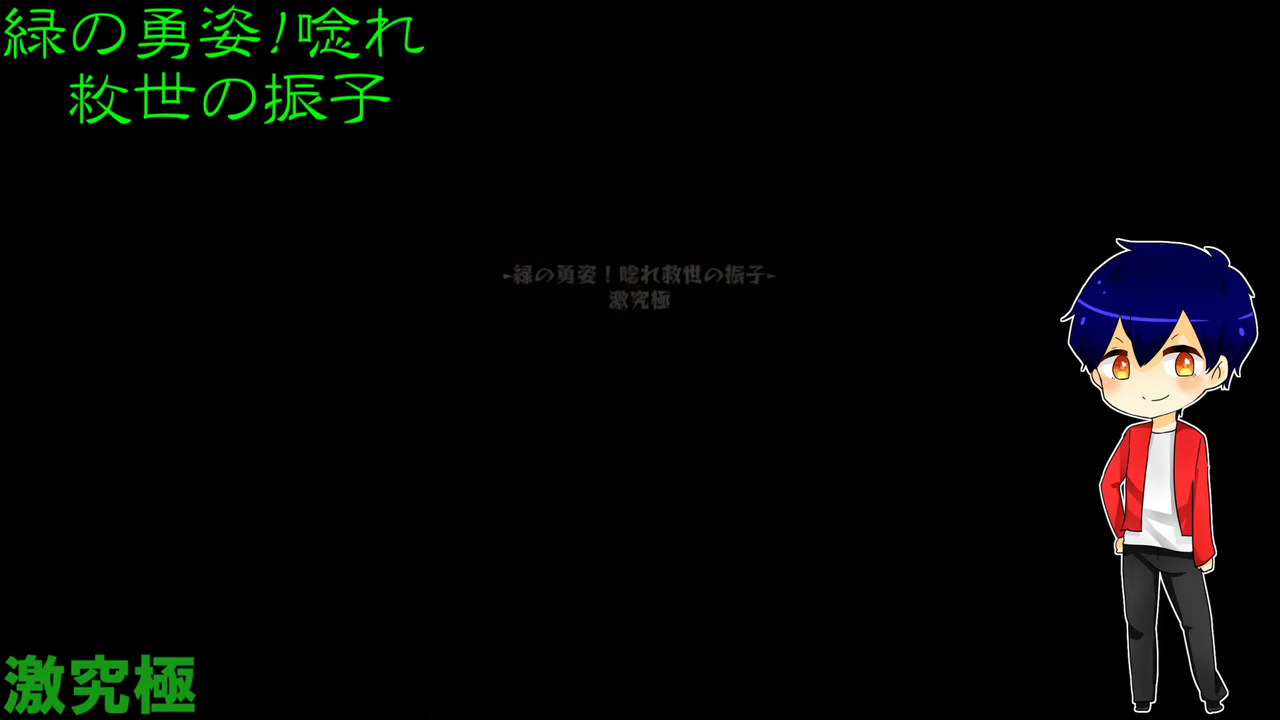 緑の勇姿!唸れ
救世の振子
-緑の勇姿！唸れ救世の振子-
激究極
激究極